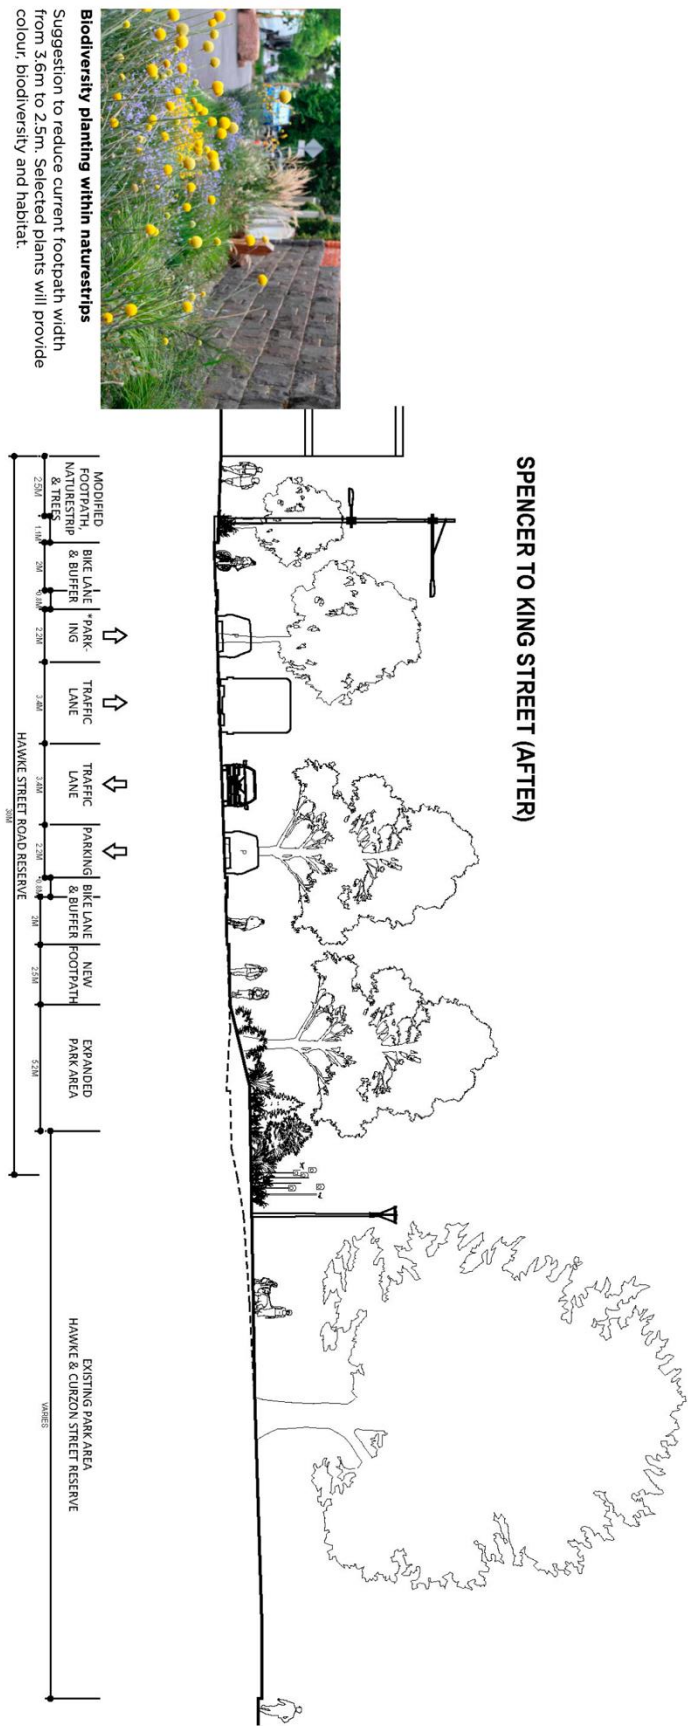 SPENCER TO KING STREET (AFTER)
Biodiversity planting within naturestrips
Suggestion to reduce current footpath width
from 3.6m to 2.5m. Selected plants will provide
colour, biodiversity and habitat.
MODIFIED
FOOTPATH,
NATURESTRIP
& TREES
2.5M
1.1M
BIKE LANE
& BUFFER
2M
0.8M
*PARK-
ING
2.2M
TRAFFIC
LANE
3.4M
TRAFFIC
LANE
3.4M
PARKING
2.2M
BIKE LANE
& BUFFER
0.8M
2M
NEW
FOOTPATH
2.5M
EXPANDED
PARK AREA
5.2M
EXISTING PARK AREA
HAWKE & CURZON STREET RESERVE
VARIES
HAWKE STREET ROAD RESERVE
30M
P